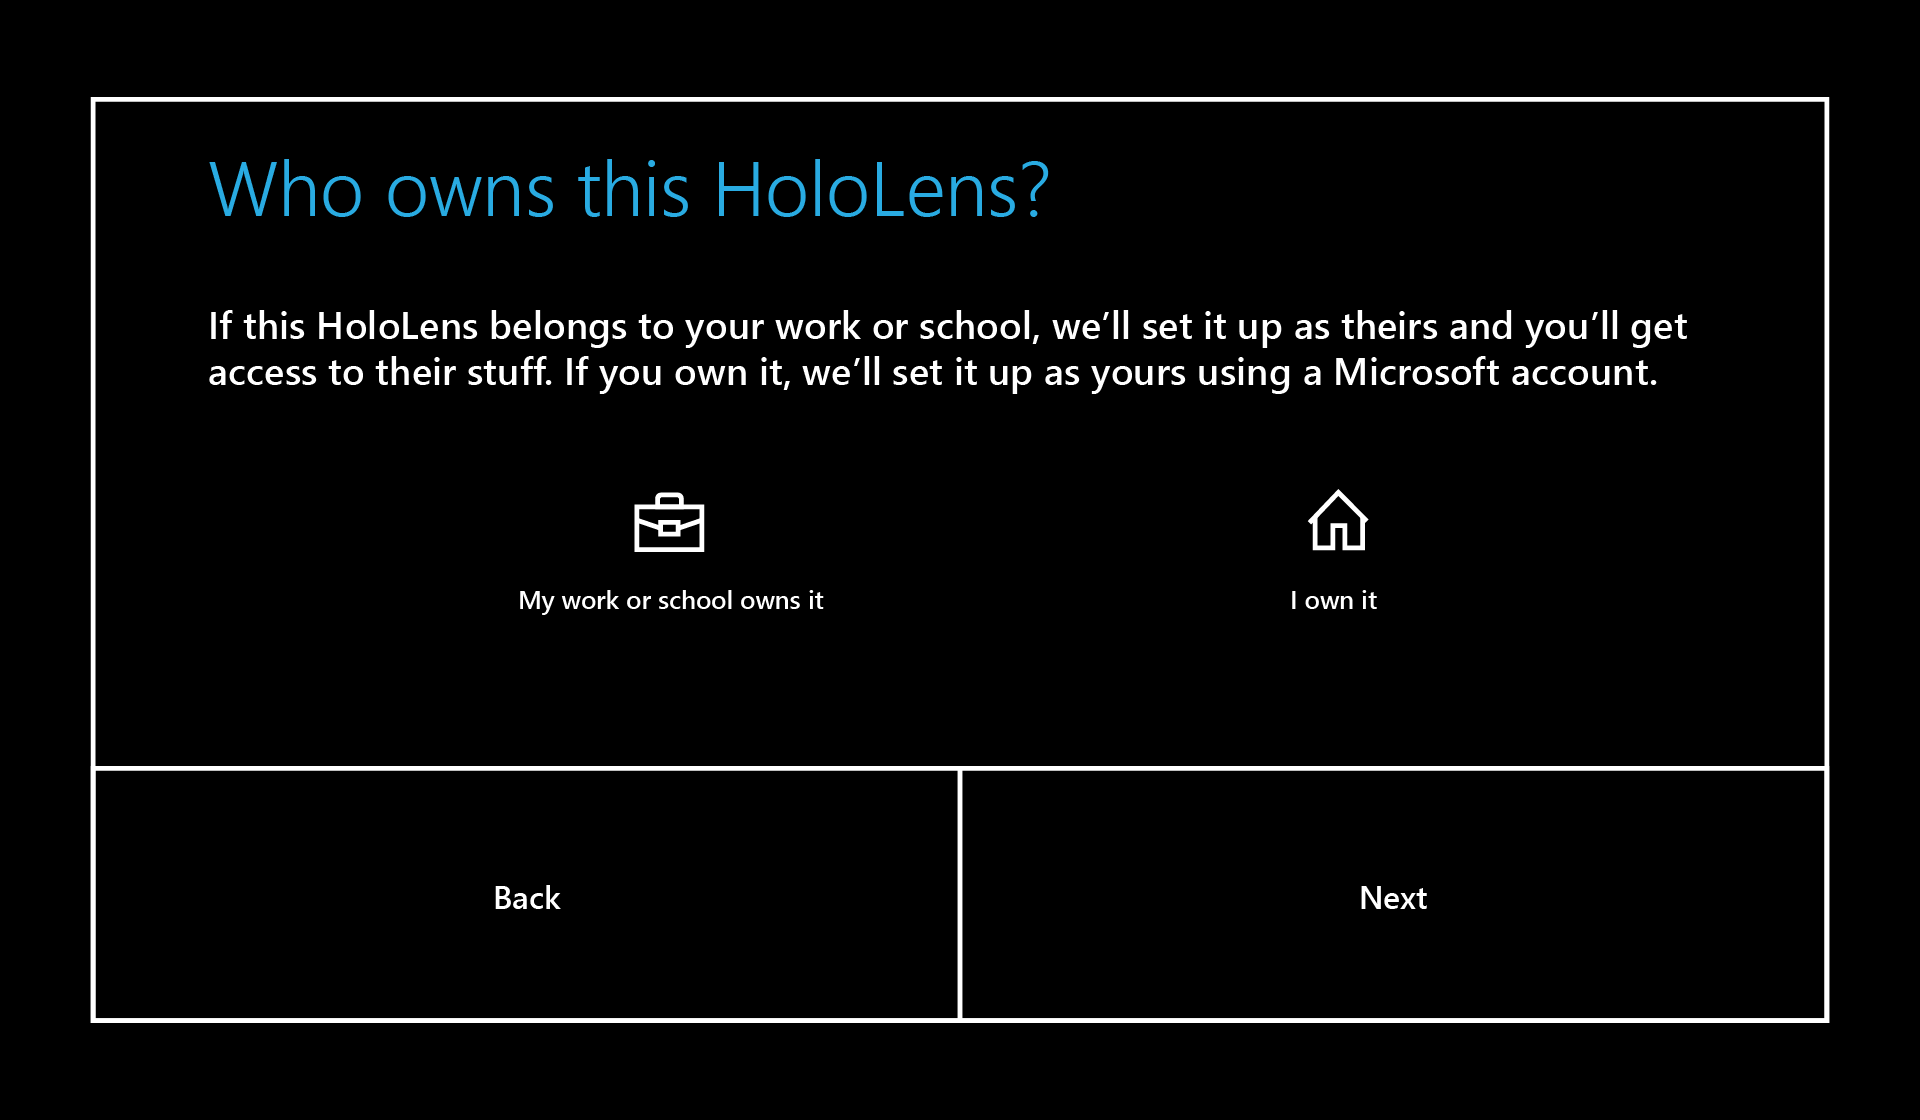 Who owns this HoloLens?
If this HoloLens belongs to your work or school, we’ll set it up as theirs and you’ll get
access to their stuff. If you own it, we’ll set it up as yours using a Microsoft account.
My work or school owns it
I own it
Back
Next